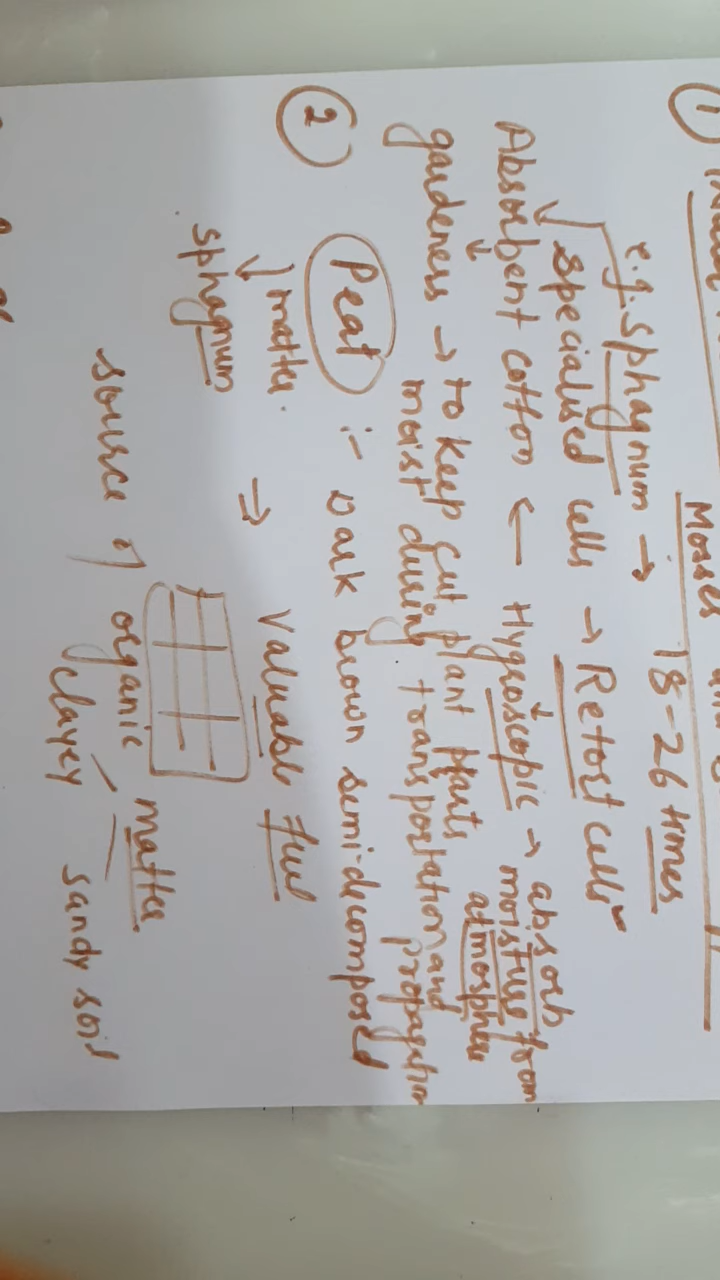 ①
Mosses
e.g. Sphagnum → 18-26 times
specialised cells → Retort cells
Absorbent cotton ← Hygroscopic → absorb moisture from atmosphere
gardeness → to keep cut plant parts
moist during transportation and propagation
② Peat :- Dark brown semi-decomposed
matter. ⇒ Valuable fuel
Sphagnum
source of organic matter
clayey sandy soil